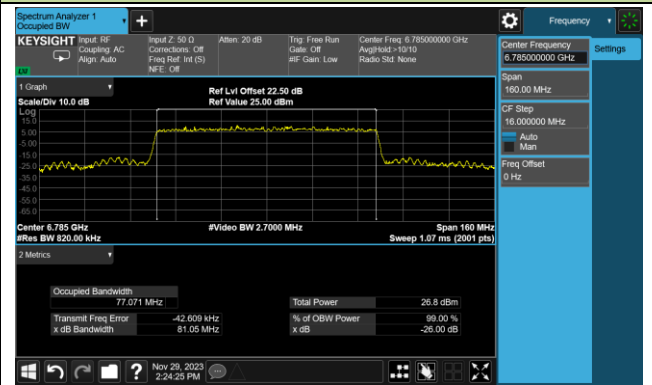 Spectrum Analyzer 1
Occupied BW
Frequency
KEYSIGHT
Input: RF
Coupling: AC
Align: Auto
Input Z: 50 Ω
Corrections: Off
Freq Ref: Int (S)
NFE: Off
Atten: 20 dB
Trig: Free Run
Gate: Off
#IF Gain: Low
Center Freq: 6.785000000 GHz
Avg|Hold:>10/10
Radio Std: None
LXI
1 Graph
Scale/Div 10.0 dB
Ref Lvl Offset 22.50 dB
Ref Value 25.00 dBm
Log
15.0
5.00
-5.00
-15.0
-25.0
-35.0
-45.0
-55.0
-65.0
Center 6.785 GHz
#Res BW 820.00 kHz
#Video BW 2.7000 MHz
Span 160 MHz
Sweep 1.07 ms (2001 pts)
2 Metrics
Occupied Bandwidth
77.071 MHz
Transmit Freq Error -42.609 kHz
x dB Bandwidth 81.05 MHz
Total Power 26.8 dBm
% of OBW Power 99.00 %
x dB -26.00 dB
Center Frequency
6.785000000 GHz
Span
160.00 MHz
CF Step
16.000000 MHz
Auto
Man
Freq Offset
0 Hz
Settings
?
Nov 29, 2023
2:24:25 PM